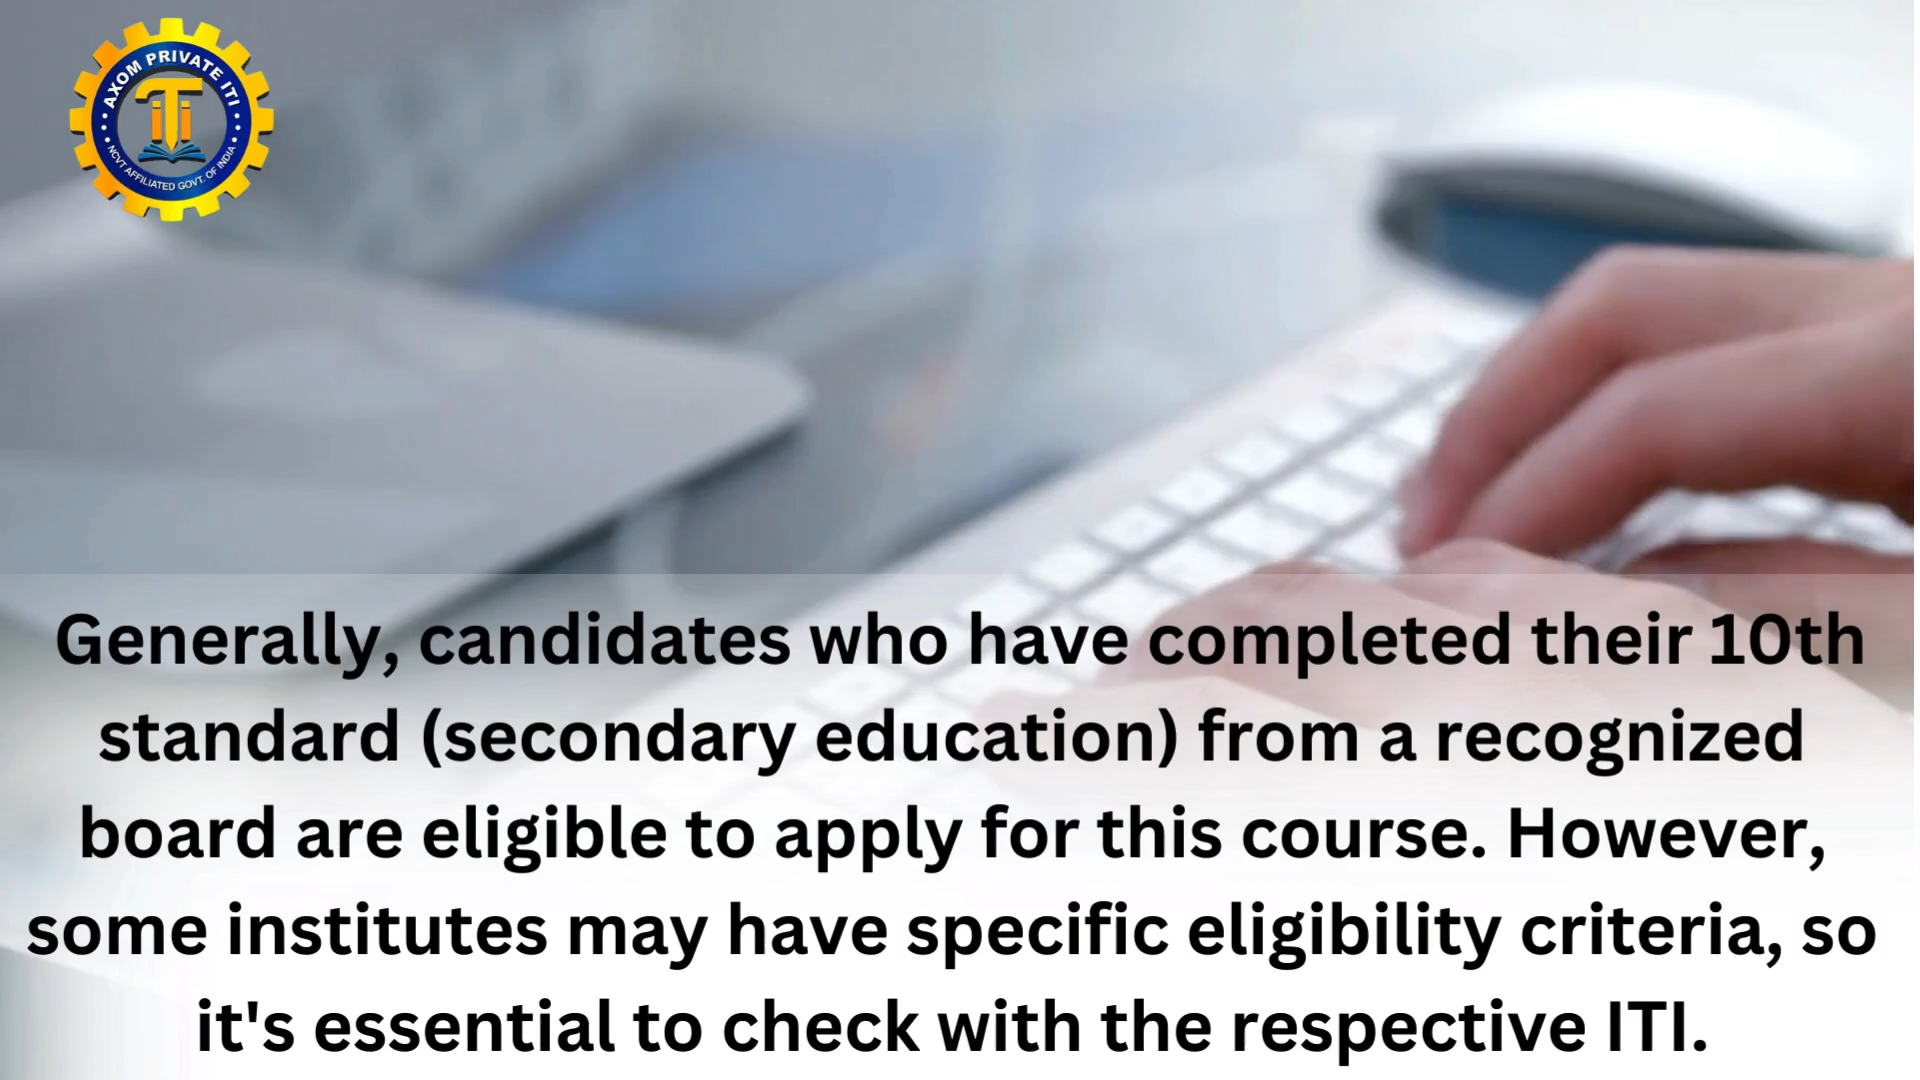 AXOM PRIVATE ITI
iTi
NCVT AFFILIATED GOVT. OF INDIA
Generally, candidates who have completed their 10th
standard (secondary education) from a recognized
board are eligible to apply for this course. However,
some institutes may have specific eligibility criteria, so
it's essential to check with the respective ITI.